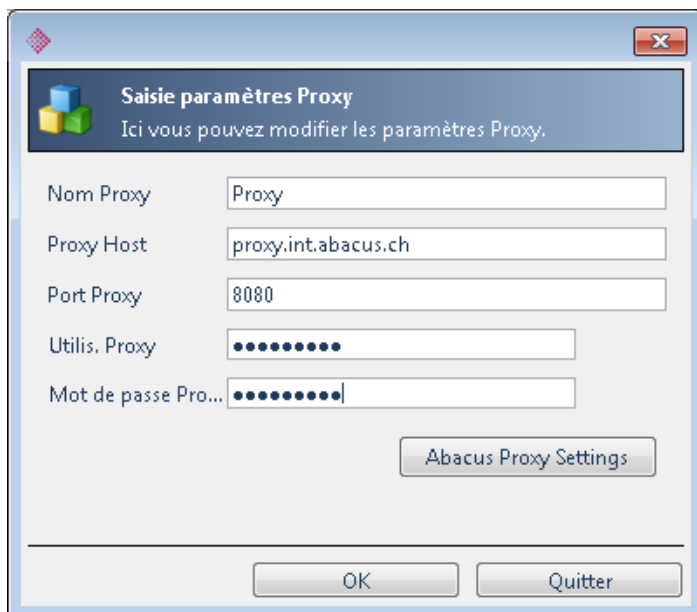 Saisie paramètres Proxy
Ici vous pouvez modifier les paramètres Proxy.
Nom Proxy Proxy
Proxy Host proxy.int.abacus.ch
Port Proxy 8080
Utilis. Proxy •••••••••
Mot de passe Pro... •••••••••
Abacus Proxy Settings
OK Quitter